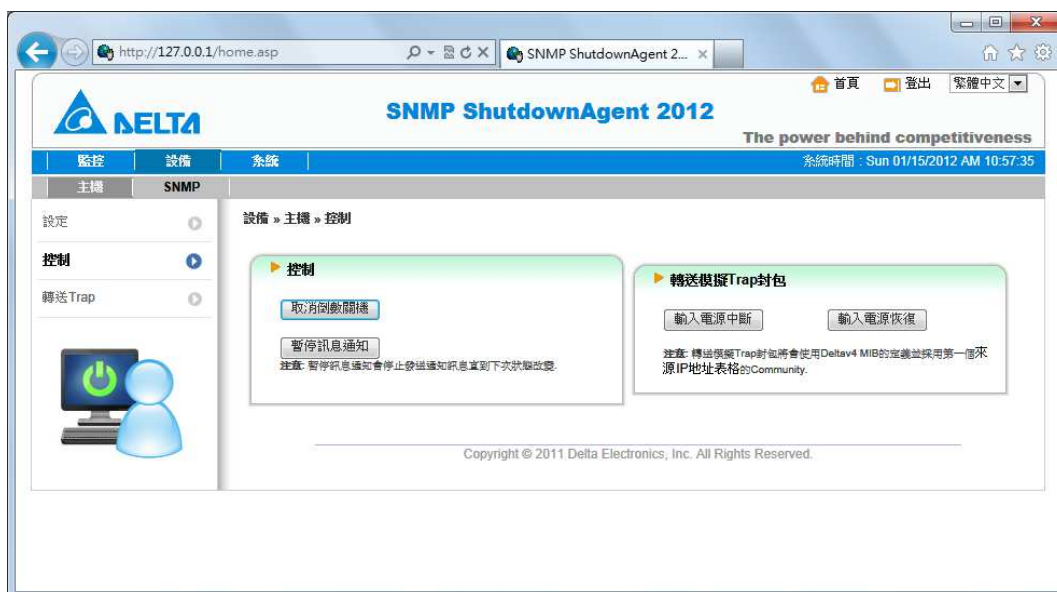 http://127.0.0.1/home.asp
SNMP ShutdownAgent 2...
首頁
登出
繁體中文
DELTA
SNMP ShutdownAgent 2012
The power behind competitiveness
監控
設備
系統
系統時間 : Sun 01/15/2012 AM 10:57:35
主機
SNMP
設定
控制
轉送Trap
設備 » 主機 » 控制
控制
取消倒數關機
暫停訊息通知
注意: 暫停訊息通知會停止發送通知訊息直到下次狀態改變.
轉送模擬Trap封包
輸入電源中斷
輸入電源恢復
注意: 轉送模擬Trap封包將會使用Deltav4 MIB的定義並採用第一個來
源IP地址表格的Community.
Copyright © 2011 Delta Electronics, Inc. All Rights Reserved.